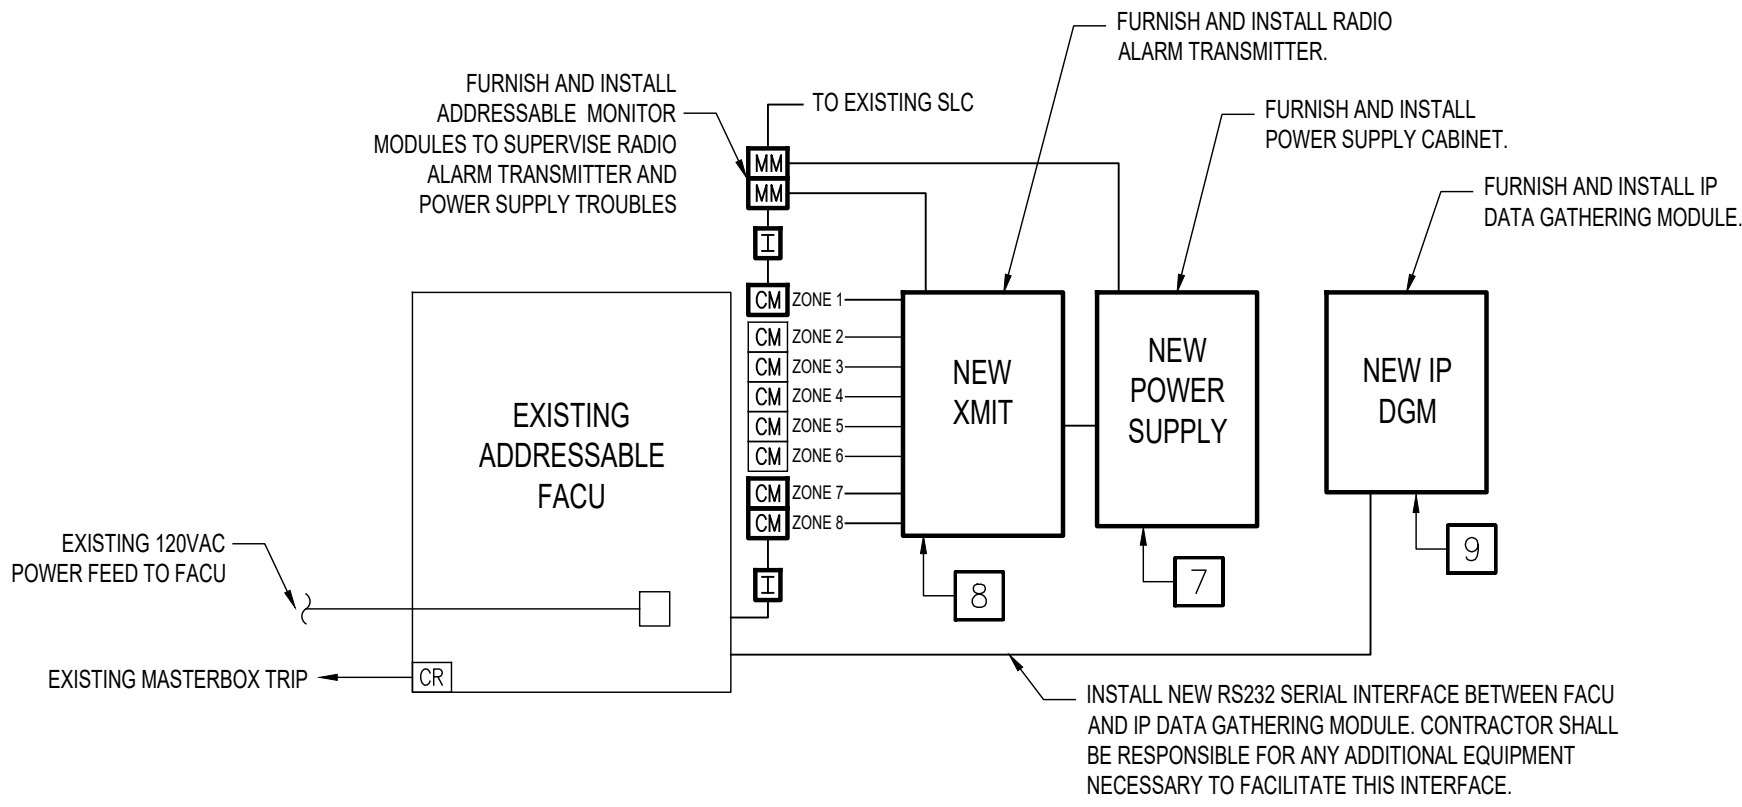 FURNISH AND INSTALL RADIO
ALARM TRANSMITTER.
FURNISH AND INSTALL
ADDRESSABLE MONITOR
MODULES TO SUPERVISE RADIO
ALARM TRANSMITTER AND
POWER SUPPLY TROUBLES
TO EXISTING SLC
FURNISH AND INSTALL
POWER SUPPLY CABINET.
FURNISH AND INSTALL IP
DATA GATHERING MODULE.
MM
MM
I
CM ZONE 1
CM ZONE 2
CM ZONE 3
CM ZONE 4
CM ZONE 5
CM ZONE 6
CM ZONE 7
CM ZONE 8
I
EXISTING
ADDRESSABLE
FACU
NEW
XMIT
NEW
POWER
SUPPLY
NEW IP
DGM
8
7
9
EXISTING 120VAC
POWER FEED TO FACU
EXISTING MASTERBOX TRIP
CR
INSTALL NEW RS232 SERIAL INTERFACE BETWEEN FACU
AND IP DATA GATHERING MODULE. CONTRACTOR SHALL
BE RESPONSIBLE FOR ANY ADDITIONAL EQUIPMENT
NECESSARY TO FACILITATE THIS INTERFACE.